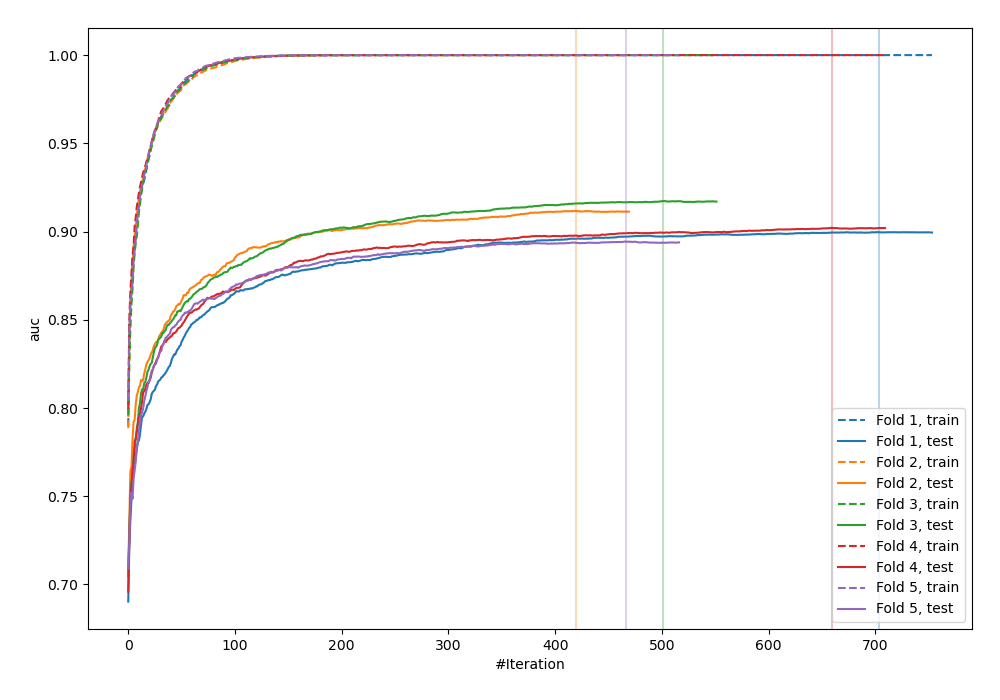 1.00
0.95
0.90
0.85
0.80
0.75
0.70
auc
0
100
200
300
400
500
600
700
#Iteration
Fold 1, train
Fold 1, test
Fold 2, train
Fold 2, test
Fold 3, train
Fold 3, test
Fold 4, train
Fold 4, test
Fold 5, train
Fold 5, test